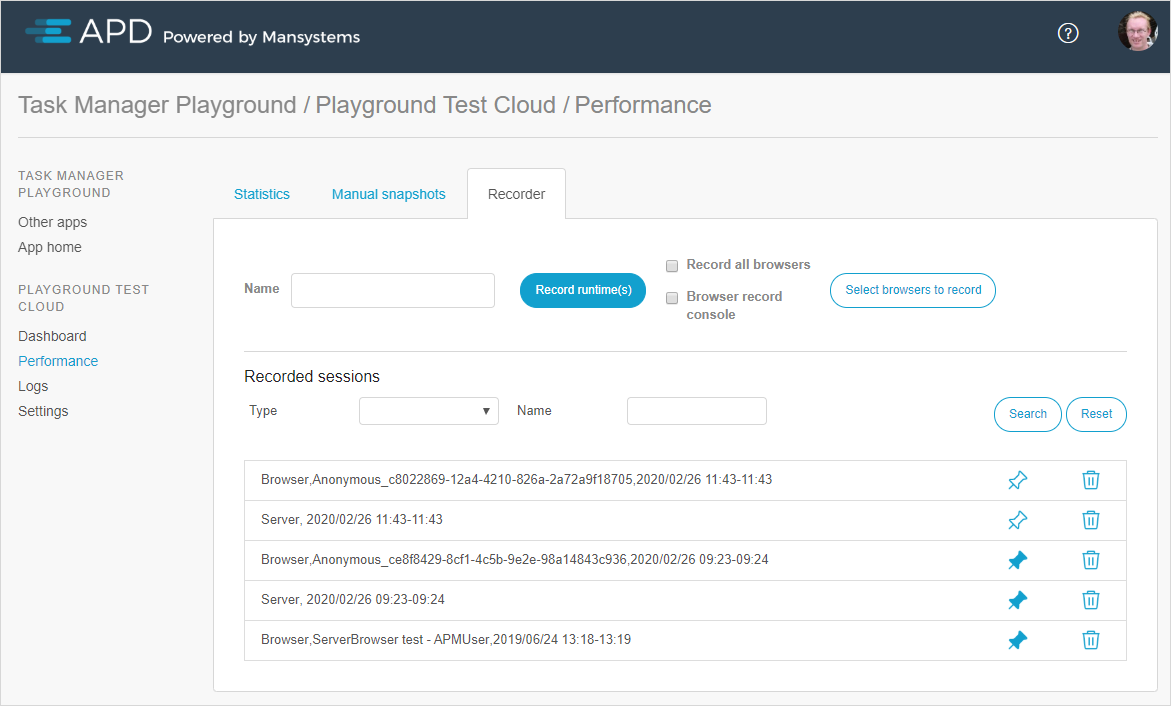 APD Powered by Mansystems
?
Task Manager Playground / Playground Test Cloud / Performance
TASK MANAGER
PLAYGROUND
Other apps
App home
PLAYGROUND TEST
CLOUD
Dashboard
Performance
Logs
Settings
Statistics
Manual snapshots
Recorder
Name
Record runtime(s)
Record all browsers
Browser record
console
Select browsers to record
Recorded sessions
Type
Name
Search
Reset
Browser,Anonymous_c8022869-12a4-4210-826a-2a72a9f18705,2020/02/26 11:43-11:43
Server, 2020/02/26 11:43-11:43
Browser,Anonymous_ce8f8429-8cf1-4c5b-9e2e-98a14843c936,2020/02/26 09:23-09:24
Server, 2020/02/26 09:23-09:24
Browser,ServerBrowser test - APMUser,2019/06/24 13:18-13:19